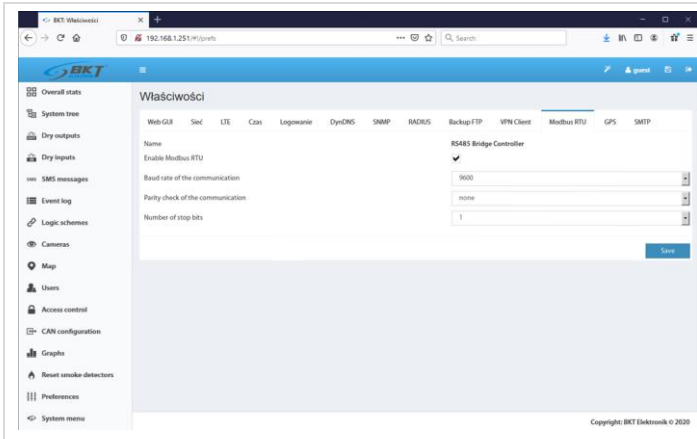 BKT: Właściwości
192.168.1.251/#!/prefs
Search
BKT
guest
Overall stats
System tree
Dry outputs
Dry inputs
SMS messages
Event log
Logic schemes
Cameras
Map
Users
Access control
CAN configuration
Graphs
Reset smoke detectors
Preferences
System menu
Właściwości
Web GUI Sieć LTE Czas Logowanie DynDNS SNMP RADIUS Backup FTP VPN Client Modbus RTU GPS SMTP
Name RS485 Bridge Controller
Enable Modbus RTU
Baud rate of the communication 9600
Parity check of the communication none
Number of stop bits 1
Save
Copyright: BKT Elektronik © 2020